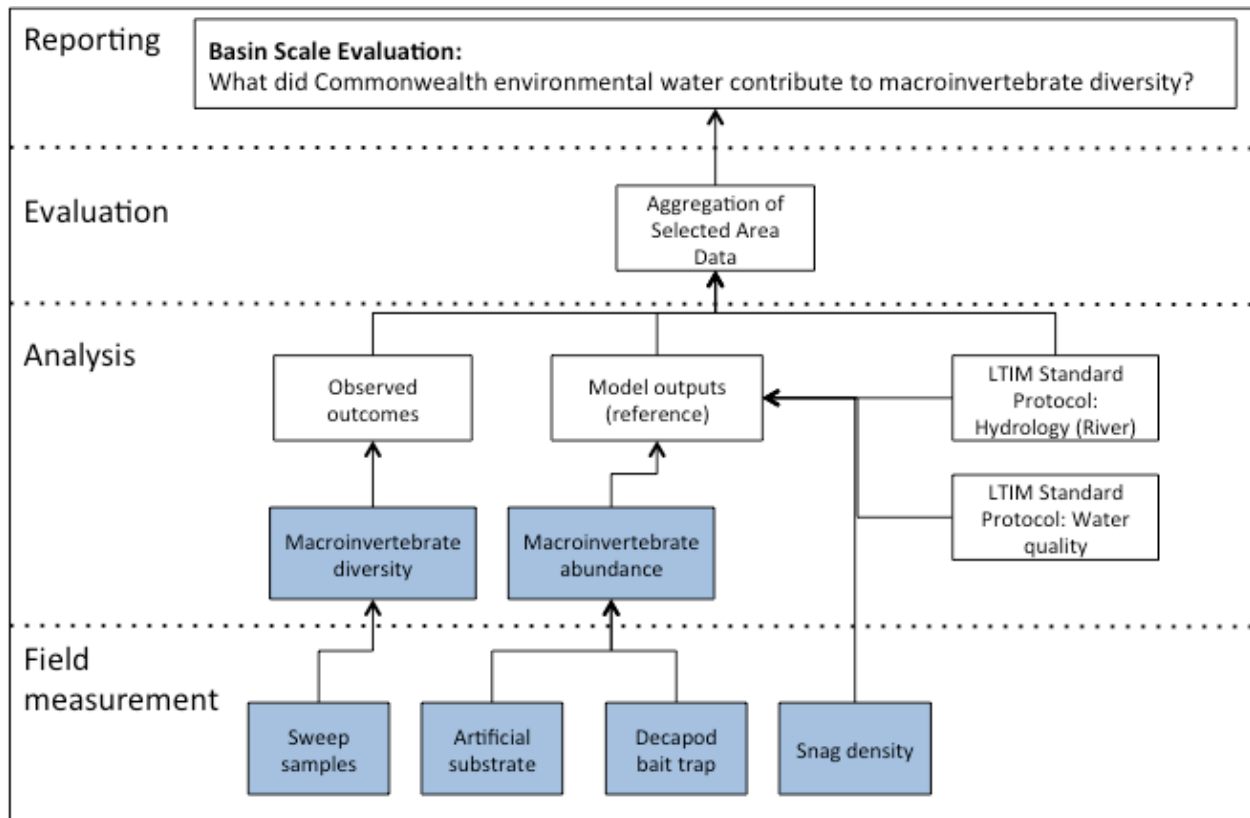 Reporting
Basin Scale Evaluation:
What did Commonwealth environmental water contribute to macroinvertebrate diversity?
Evaluation
Aggregation of
Selected Area
Data
Analysis
Observed
outcomes
Model outputs
(reference)
LTIM Standard
Protocol:
Hydrology (River)
LTIM Standard
Protocol: Water
quality
Macroinvertebrate
diversity
Macroinvertebrate
abundance
Field
measurement
Sweep
samples
Artificial
substrate
Decapod
bait trap
Snag density